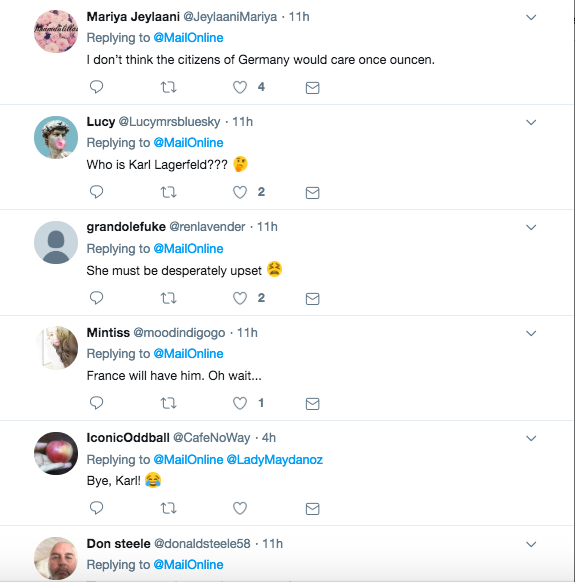 Mariya Jeylaani @JeylaaniMariya · 11h
Replying to @MailOnline
I don't think the citizens of Germany would care once ouncen.
4
Lucy @Lucymrsbluesky · 11h
Replying to @MailOnline
Who is Karl Lagerfeld??? 🤔
2
grandolefuke @renlavender · 11h
Replying to @MailOnline
She must be desperately upset 😫
2
Mintiss @moodindigogo · 11h
Replying to @MailOnline
France will have him. Oh wait...
1
IconicOddball @CafeNoWay · 4h
Replying to @MailOnline @LadyMaydanoz
Bye, Karl! 😂
Don steele @donaldsteele58 · 11h
Replying to @MailOnline